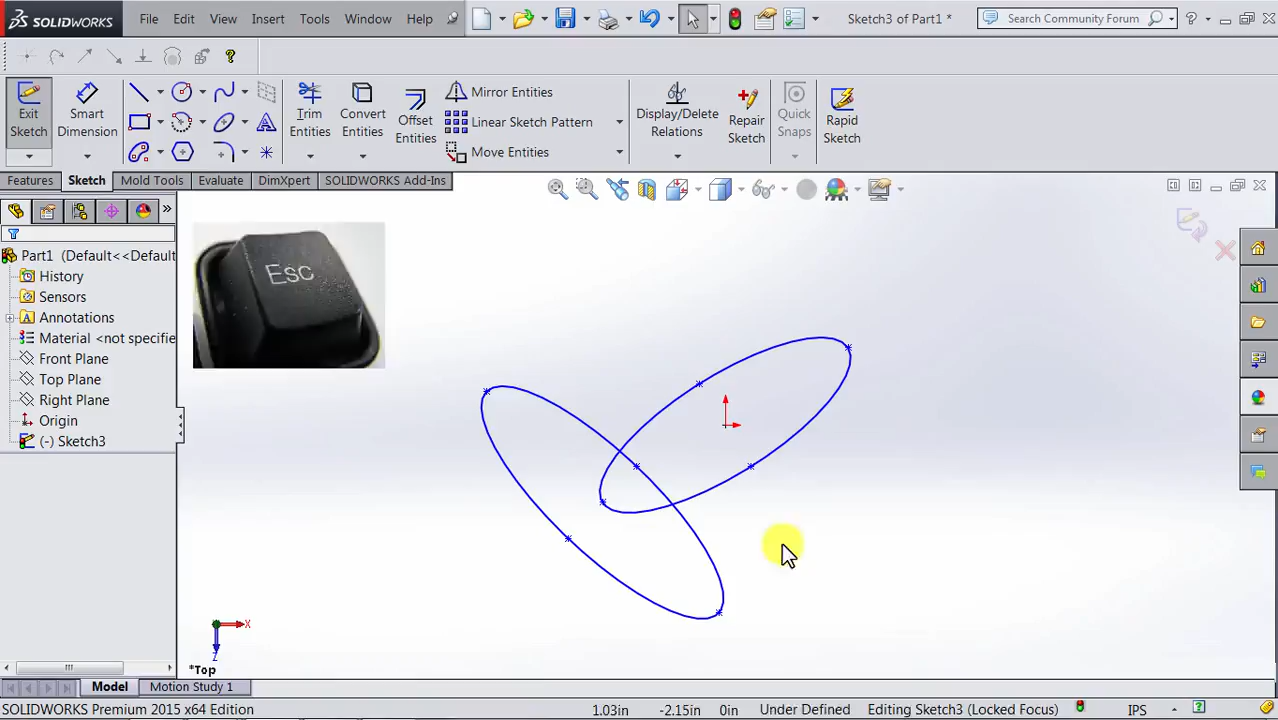 SOLIDWORKS File Edit View Insert Tools Window Help Sketch3 of Part1 * Search Community Forum
Exit Sketch
Smart Dimension
Trim Entities
Convert Entities
Offset Entities
Mirror Entities
Linear Sketch Pattern
Move Entities
Display/Delete Relations
Repair Sketch
Quick Snaps
Rapid Sketch
Features Sketch Mold Tools Evaluate DimXpert SOLIDWORKS Add-Ins
Part1 (Default<<Default
History
Sensors
Annotations
Material <not specifie
Front Plane
Top Plane
Right Plane
Origin
(-) Sketch3
Esc
X
Z
*Top
Model Motion Study 1
SOLIDWORKS Premium 2015 x64 Edition 1.03in -2.15in 0in Under Defined Editing Sketch3 (Locked Focus) IPS